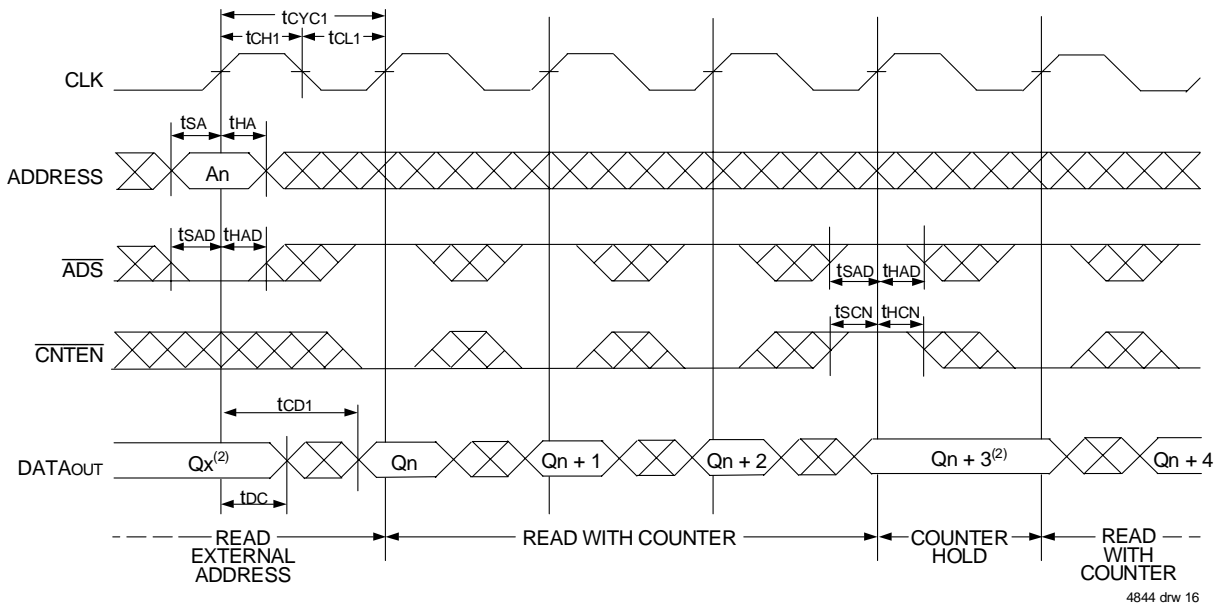 tCYC1
tCH1 tCL1
CLK
tSA tHA
ADDRESS An
tSAD tHAD
ADS
tSAD tHAD
tSCN tHCN
CNTEN
tCD1
DATAOUT Qx(2) Qn Qn + 1 Qn + 2 Qn + 3(2) Qn + 4
tDC
READ EXTERNAL ADDRESS
READ WITH COUNTER
COUNTER HOLD
READ WITH COUNTER
4844 drw 16